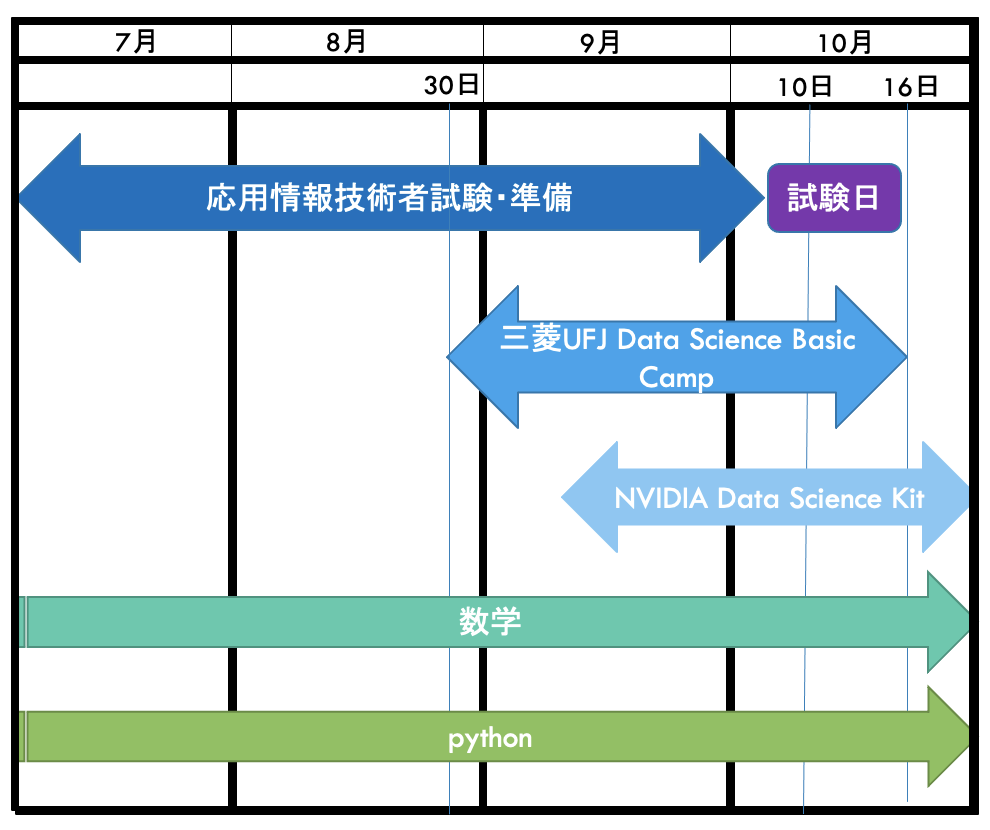 7月 8月 9月 10月
30日 10日 16日
応用情報技術者試験・準備
試験日
三菱UFJ Data Science Basic
Camp
NVIDIA Data Science Kit
数学
python